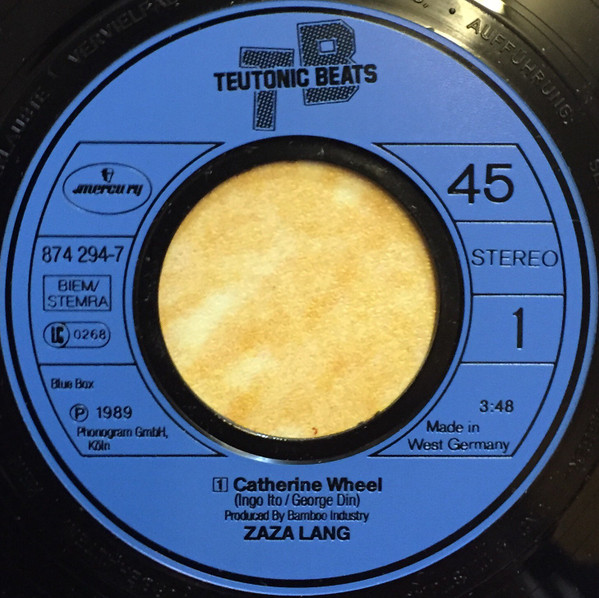 TB
TEUTONIC BEATS
mercury
874 294-7
BIEM/
STEMRA
LC 0268
Blue Box
℗ 1989
Phonogram GmbH,
Köln
45
STEREO
1
3:48
Made in
West Germany
1 Catherine Wheel
(Ingo Ito / George Din)
Produced By Bamboo Industry
ZAZA LANG
AUFFÜHRUNG.